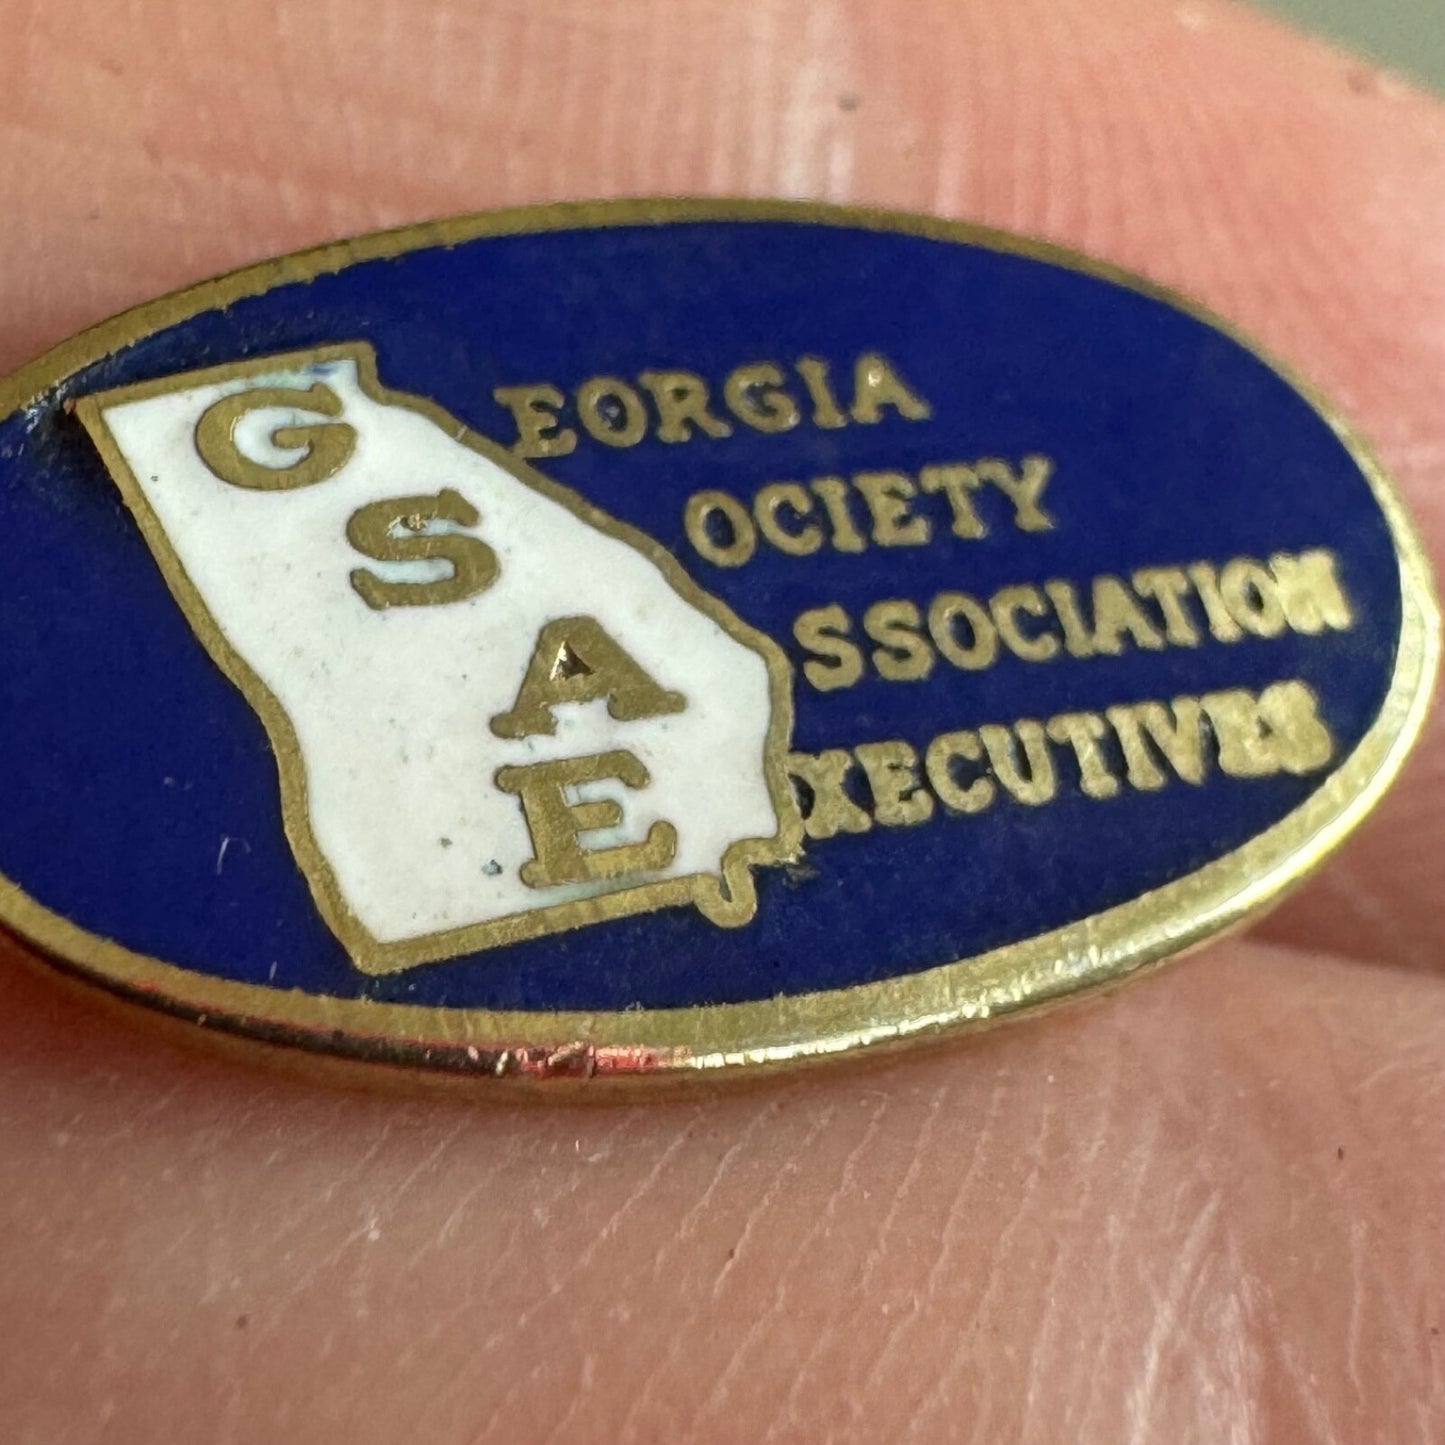 GEORGIA
SOCIETY
ASSOCIATION
EXECUTIVES